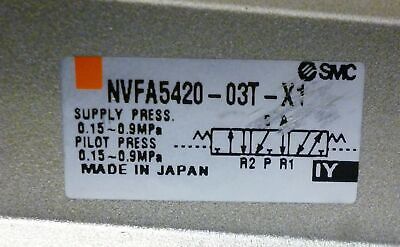 SMC
NVFA5420-03T-X1
SUPPLY PRESS.
0.15~0.9MPa
PILOT PRESS
0.15~0.9MPa
MADE IN JAPAN
A
R2 P R1
IY